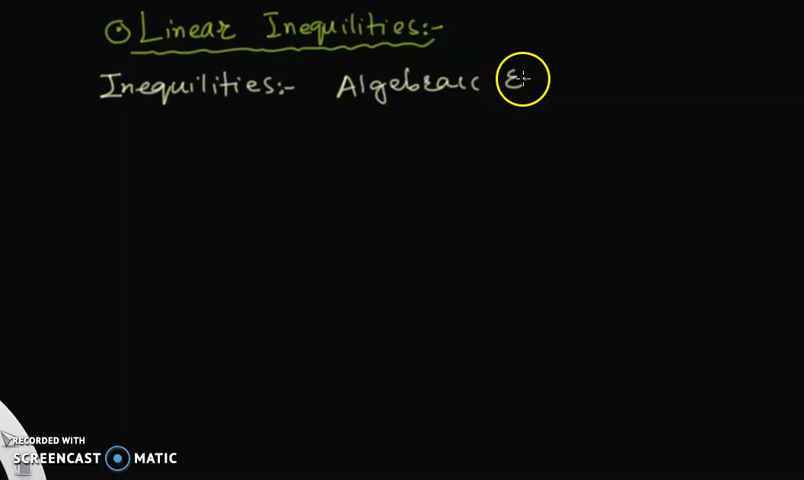 Linear Inequilities:-
Inequilities:- Algebraic E
RECORDED WITH
SCREENCAST MATIC